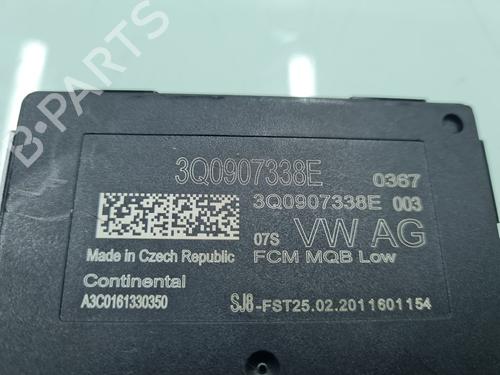 B-PARTS
3Q0907338E 0367
3Q0907338E 003
07S VW AG
Made in Czech Republic FCM MQB Low
Continental
A3C0161330350 SJ6-FST25.02.2011601154